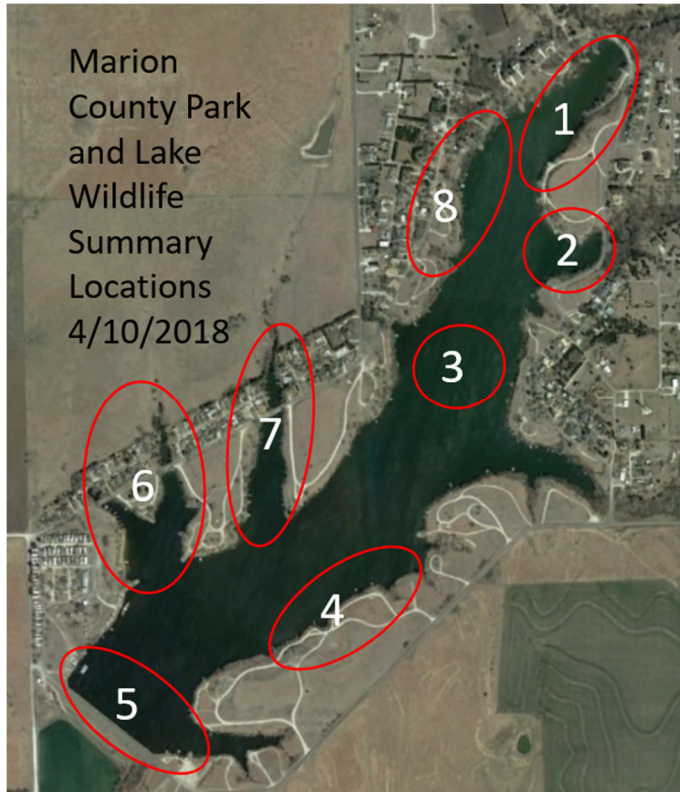 Marion
County Park
and Lake
Wildlife
Summary
Locations
4/10/2018
1
2
8
3
7
6
4
5